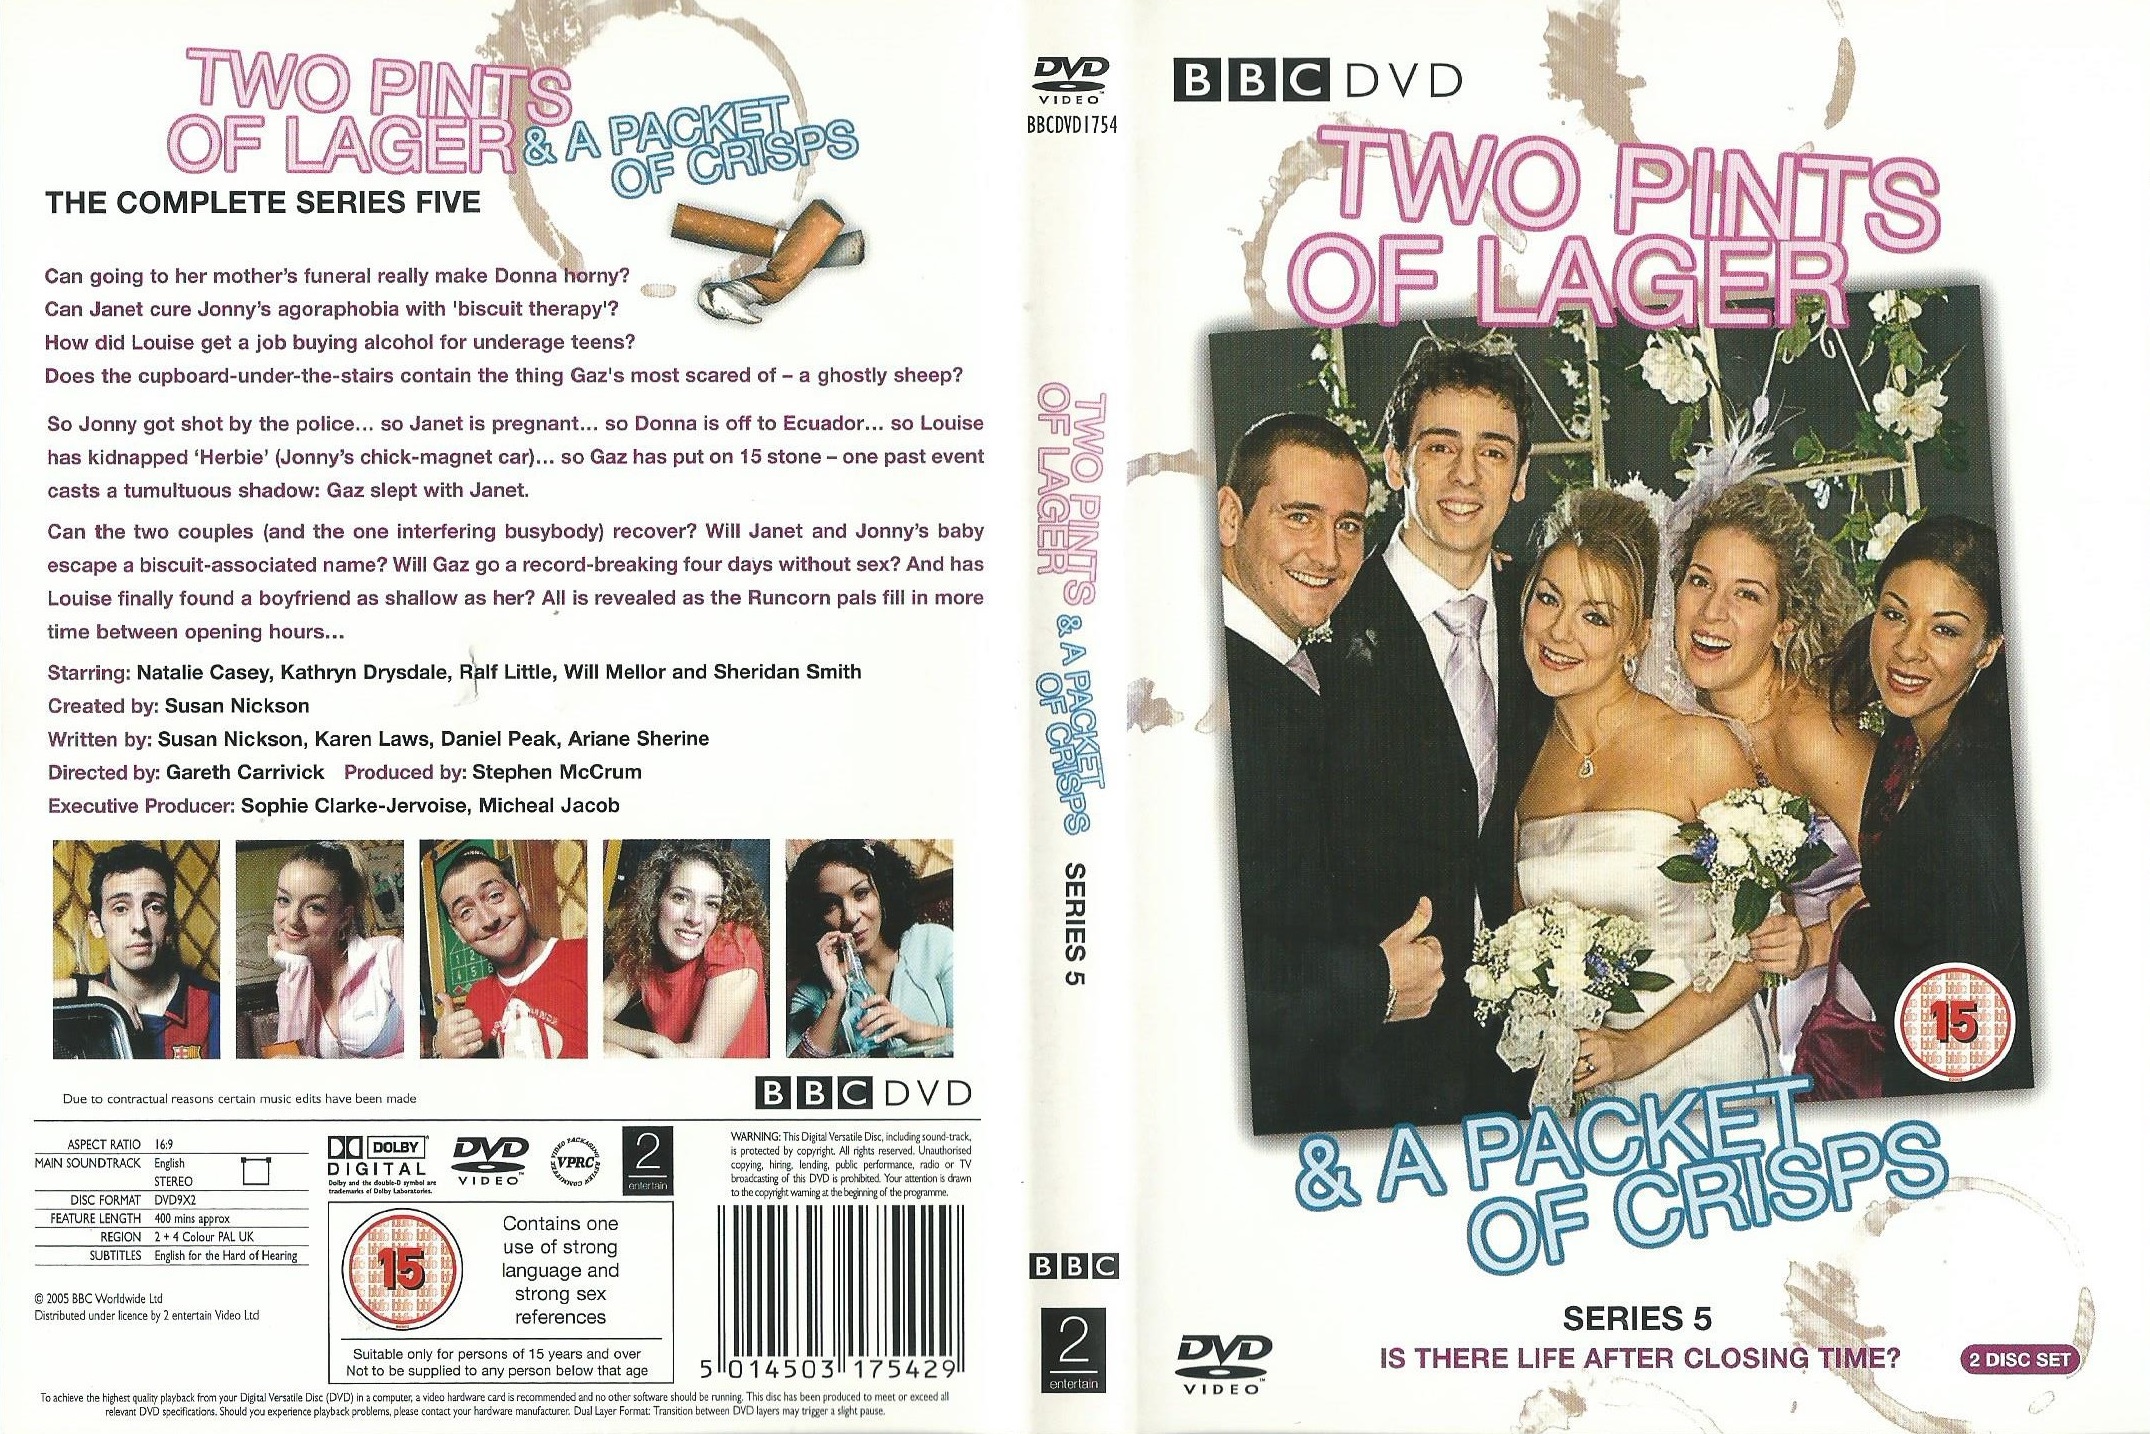 TWO PINTS
OF LAGER & A PACKET
OF CRISPS
THE COMPLETE SERIES FIVE
Can going to her mother's funeral really make Donna horny?
Can Janet cure Jonny's agoraphobia with 'biscuit therapy'?
How did Louise get a job buying alcohol for underage teens?
Does the cupboard-under-the-stairs contain the thing Gaz's most scared of – a ghostly sheep?
So Jonny got shot by the police... so Janet is pregnant... so Donna is off to Ecuador... so Louise
has kidnapped 'Herbie' (Jonny's chick-magnet car)... so Gaz has put on 15 stone – one past event
casts a tumultuous shadow: Gaz slept with Janet.
Can the two couples (and the one interfering busybody) recover? Will Janet and Jonny's baby
escape a biscuit-associated name? Will Gaz go a record-breaking four days without sex? And has
Louise finally found a boyfriend as shallow as her? All is revealed as the Runcorn pals fill in more
time between opening hours...
Starring: Natalie Casey, Kathryn Drysdale, Ralf Little, Will Mellor and Sheridan Smith
Created by: Susan Nickson
Written by: Susan Nickson, Karen Laws, Daniel Peak, Ariane Sherine
Directed by: Gareth Carrivick Produced by: Stephen McCrum
Executive Producer: Sophie Clarke-Jervoise, Micheal Jacob
Due to contractual reasons certain music edits have been made
BBC DVD
ASPECT RATIO 16:9
MAIN SOUNDTRACK English
STEREO
DISC FORMAT DVD9X2
FEATURE LENGTH 400 mins approx
REGION 2 + 4 Colour PAL UK
SUBTITLES English for the Hard of Hearing
© 2005 BBC Worldwide Ltd
Distributed under licence by 2 entertain Video Ltd
DOLBY
DIGITAL
Dolby and the double-D symbol are
trademarks of Dolby Laboratories.
DVD
VIDEO™
VIDEO PACKAGING REVIEW COMMITTEE
VPRC
2
entertain
WARNING: This Digital Versatile Disc, including sound-track,
is protected by copyright. All rights reserved. Unauthorised
copying, hiring, lending, public performance, radio or TV
broadcasting of this DVD is prohibited. Your attention is drawn
to the copyright warning at the beginning of the programme.
15
Contains one
use of strong
language and
strong sex
references
Suitable only for persons of 15 years and over
Not to be supplied to any person below that age
5 014503 175429
To achieve the highest quality playback from your Digital Versatile Disc (DVD) in a computer, a video hardware card is recommended and no other software should be running. This disc has been produced to meet or exceed all
relevant DVD specifications. Should you experience playback problems, please contact your hardware manufacturer. Dual Layer Format: Transition between DVD layers may trigger a slight pause.
DVD
VIDEO™
BBCDVD1754
TWO PINTS
OF LAGER & A PACKET
OF CRISPS
SERIES 5
BBC
2
entertain
BBC DVD
TWO PINTS
OF LAGER
15
& A PACKET
OF CRISPS
SERIES 5
IS THERE LIFE AFTER CLOSING TIME?
2 DISC SET
DVD
VIDEO™